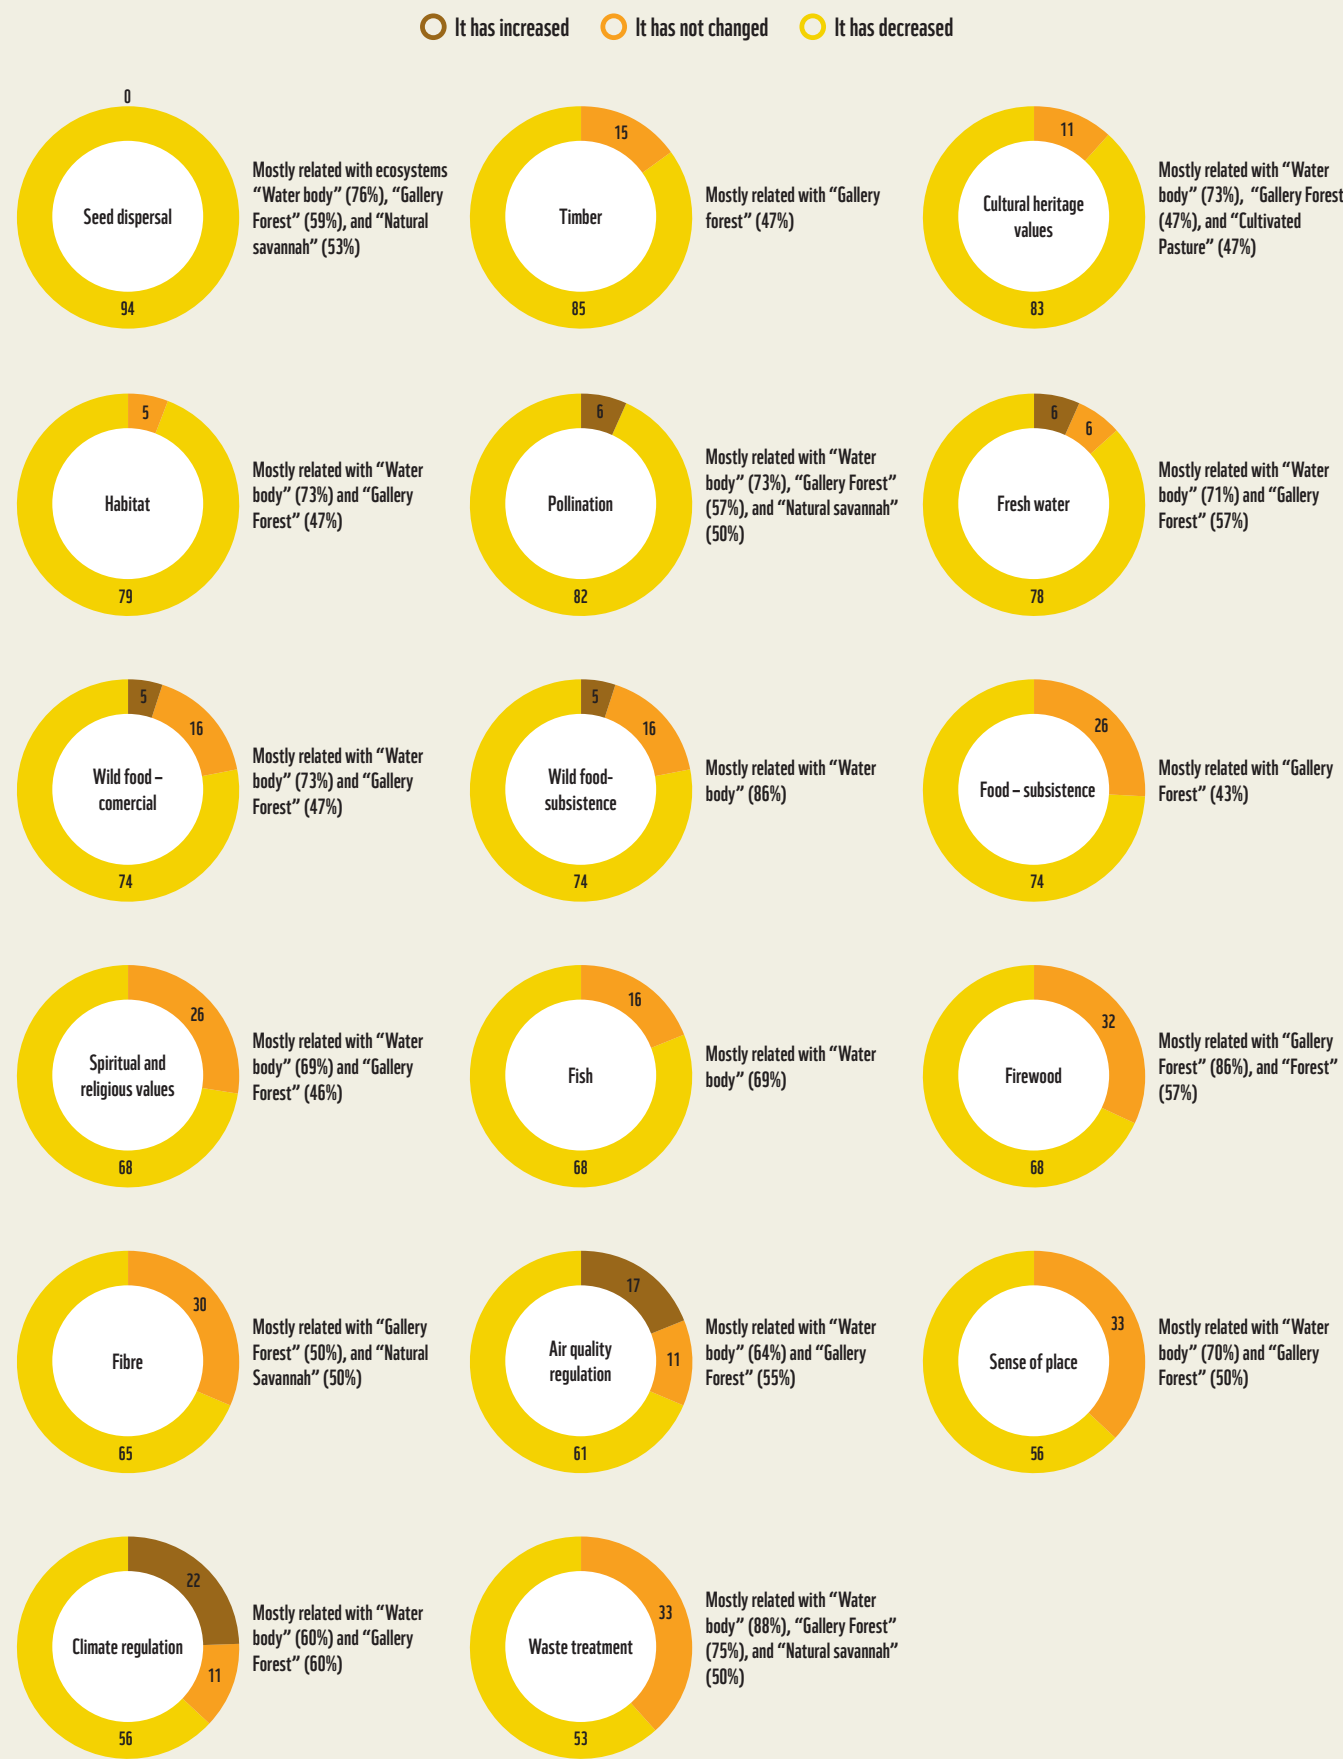 It has increased
It has not changed
It has decreased
0
Seed dispersal
94
Mostly related with ecosystems
“Water body” (76%), “Gallery
Forest” (59%), and “Natural
savannah” (53%)
15
Timber
85
Mostly related with “Gallery
forest” (47%)
11
Cultural heritage
values
83
Mostly related with “Water
body” (73%), “Gallery Forest
(47%), and “Cultivated
Pasture” (47%)
5
Habitat
79
Mostly related with “Water
body” (73%) and “Gallery
Forest” (47%)
6
Pollination
82
Mostly related with “Water
body” (73%), “Gallery Forest”
(57%), and “Natural savannah”
(50%)
6
6
Fresh water
78
Mostly related with “Water
body” (71%) and “Gallery
Forest” (57%)
5
16
Wild food –
comercial
74
Mostly related with “Water
body” (73%) and “Gallery
Forest” (47%)
5
16
Wild food-
subsistence
74
Mostly related with “Water
body” (86%)
26
Food – subsistence
74
Mostly related with “Gallery
Forest” (43%)
26
Spiritual and
religious values
68
Mostly related with “Water
body” (69%) and “Gallery
Forest” (46%)
16
Fish
68
Mostly related with “Water
body” (69%)
32
Firewood
68
Mostly related with “Gallery
Forest” (86%), and “Forest”
(57%)
30
Fibre
65
Mostly related with “Gallery
Forest” (50%), and “Natural
Savannah” (50%)
17
11
Air quality
regulation
61
Mostly related with “Water
body” (64%) and “Gallery
Forest” (55%)
33
Sense of place
56
Mostly related with “Water
body” (70%) and “Gallery
Forest” (50%)
22
11
Climate regulation
56
Mostly related with “Water
body” (60%) and “Gallery
Forest” (60%)
33
Waste treatment
53
Mostly related with “Water
body” (88%), “Gallery Forest”
(75%), and “Natural savannah”
(50%)